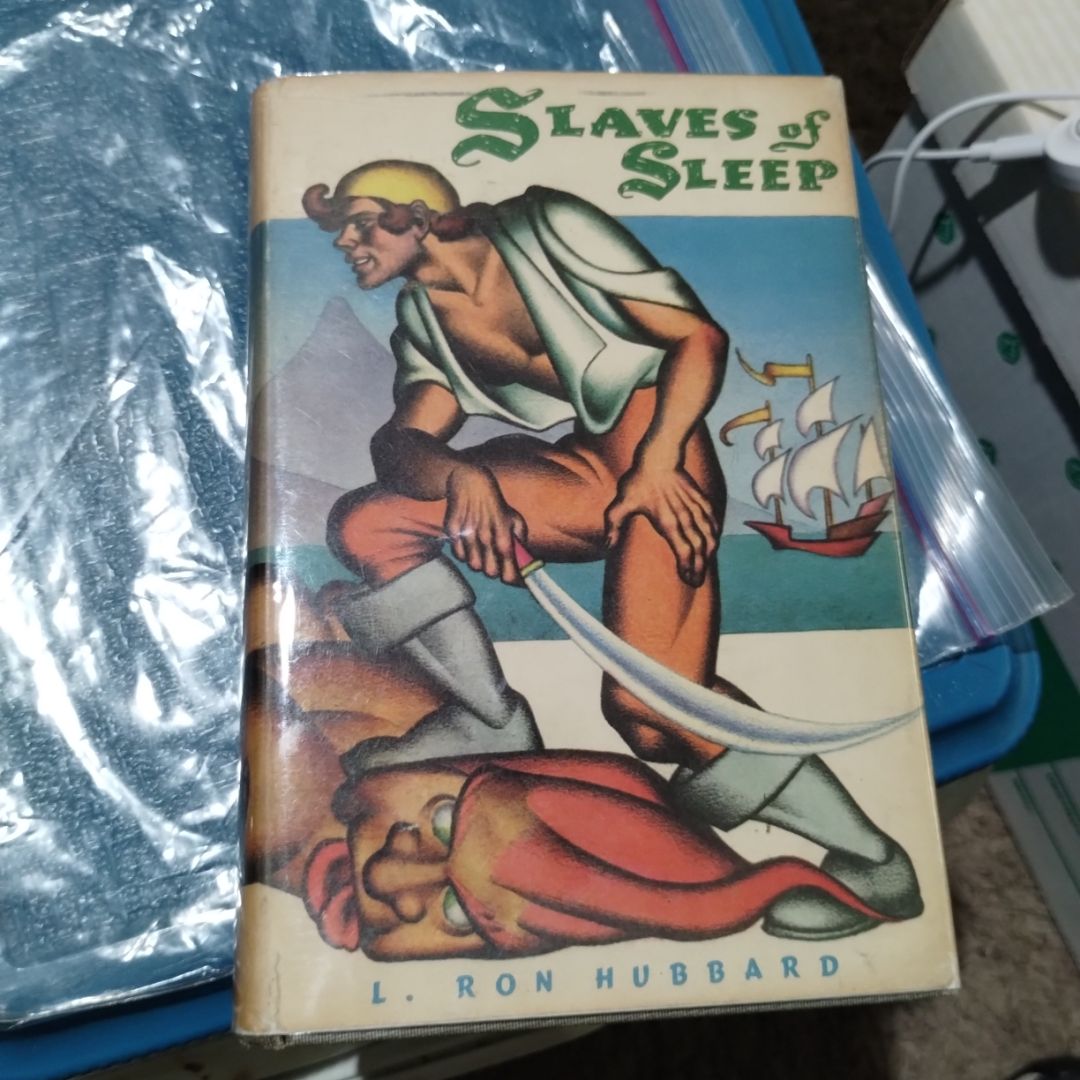 SLAVES of
SLEEP
L. RON HUBBARD